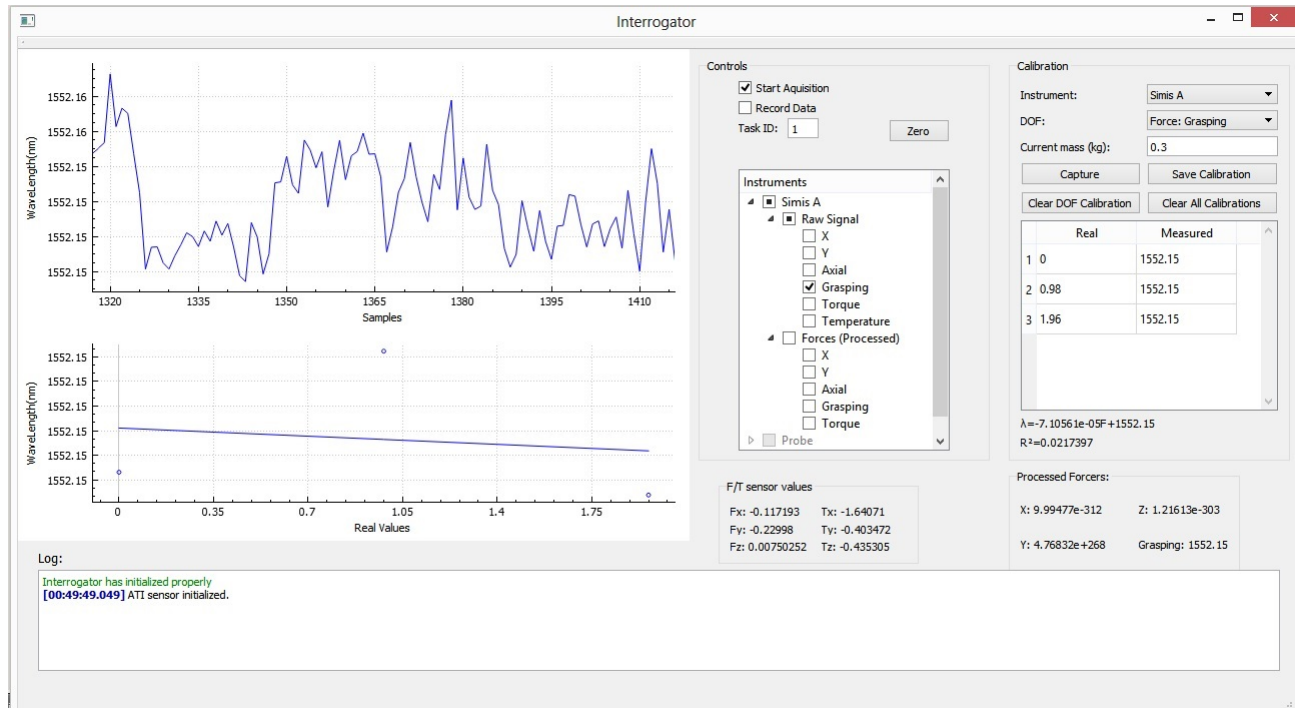 Interrogator
WaveLength(nm)
1552.16
1552.16
1552.15
1552.15
1552.15
1552.15
1320 1335 1350 1365 1380 1395 1410
Samples
WaveLength(nm)
1552.15
1552.15
1552.15
1552.15
1552.15
1552.15
0 0.35 0.7 1.05 1.4 1.75
Real Values
Controls
Start Aquisition
Record Data
Task ID: 1 Zero
Instruments
Simis A
Raw Signal
X
Y
Axial
Grasping
Torque
Temperature
Forces (Processed)
X
Y
Axial
Grasping
Torque
Probe
F/T sensor values
Fx: -0.117193 Tx: -1.64071
Fy: -0.22998 Ty: -0.403472
Fz: 0.00750252 Tz: -0.435305
Calibration
Instrument: Simis A
DOF: Force: Grasping
Current mass (kg): 0.3
Capture Save Calibration
Clear DOF Calibration Clear All Calibrations
Real Measured
1 0 1552.15
2 0.98 1552.15
3 1.96 1552.15
λ=-7.10561e-05F+1552.15
R²=0.0217397
Processed Forcers:
X: 9.99477e-312 Z: 1.21613e-303
Y: 4.76832e+268 Grasping: 1552.15
Log:
Interrogator has initialized properly
[00:49:49.049] ATI sensor initialized.